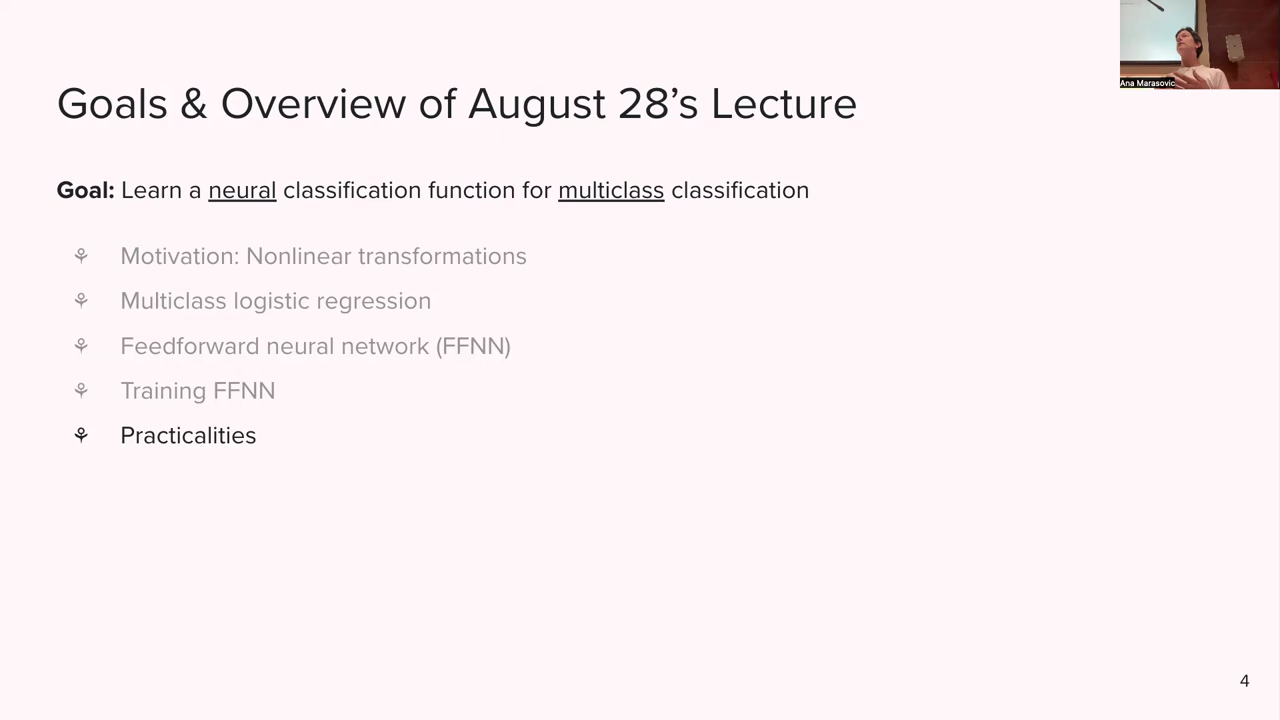 Ana Marasovic
Goals & Overview of August 28’s Lecture
Goal: Learn a neural classification function for multiclass classification
⚘ Motivation: Nonlinear transformations
⚘ Multiclass logistic regression
⚘ Feedforward neural network (FFNN)
⚘ Training FFNN
⚘ Practicalities
4